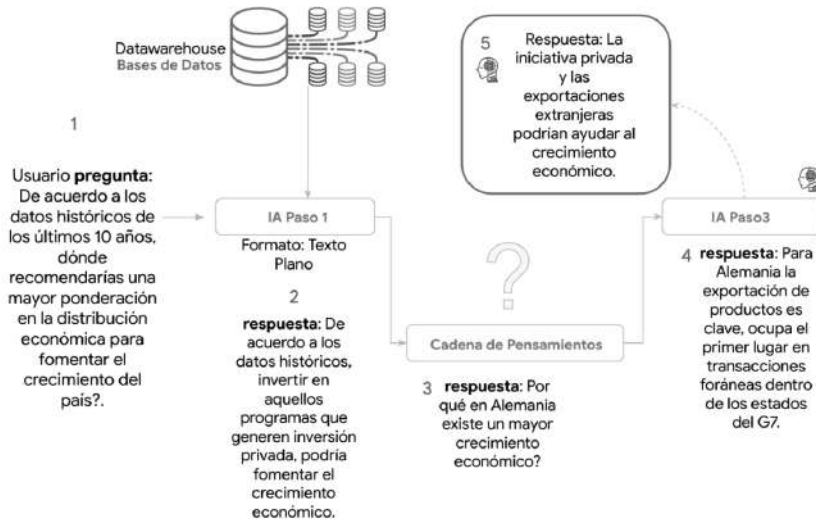 Datawarehouse
Bases de Datos
1
Usuario pregunta:
De acuerdo a los
datos históricos de
los últimos 10 años,
dónde
recomendarías una
mayor ponderación
en la distribución
económica para
fomentar el
crecimiento del
país?.
IA Paso 1
Formato: Texto
Plano
2
respuesta: De
acuerdo a los
datos históricos,
invertir en
aquellos
programas que
generen inversión
privada, podría
fomentar el
crecimiento
económico.
?
Cadena de Pensamientos
3 respuesta: Por
qué en Alemania
existe un mayor
crecimiento
económico?
IA Paso3
4 respuesta: Para
Alemania la
exportación de
productos es
clave, ocupa el
primer lugar en
transacciones
foráneas dentro
de los estados
del G7.
5 Respuesta: La
iniciativa privada
y las
exportaciones
extranjeras
podrían ayudar al
crecimiento
económico.